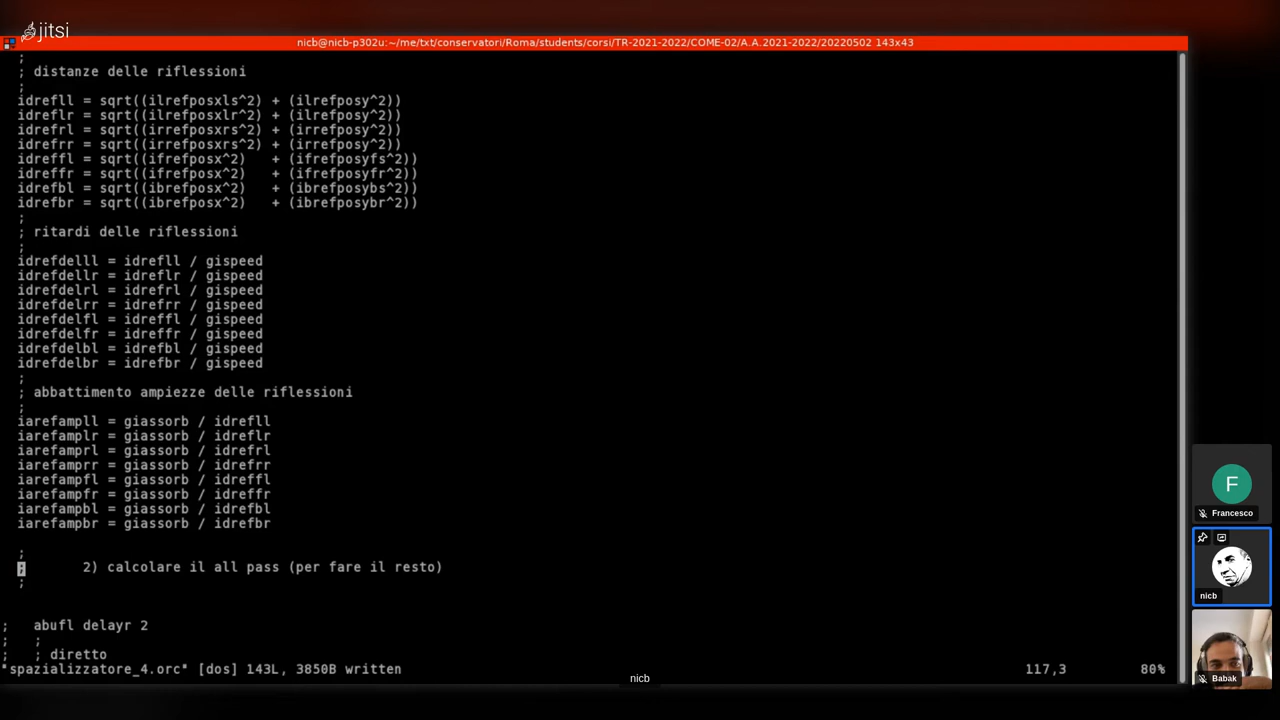 jitsi
nicb@nicb-p302u:~/me/txt/conservatori/Roma/students/corsi/TR-2021-2022/COME-02/A.A.2021-2022/20220502 143x43
;
; distanze delle riflessioni
;
idrefll = sqrt((ilrefposxls^2) + (ilrefposy^2))
idreflr = sqrt((ilrefposxlr^2) + (ilrefposy^2))
idrefrl = sqrt((irrefposxrs^2) + (irrefposy^2))
idrefrr = sqrt((irrefposxrs^2) + (irrefposy^2))
idreffl = sqrt((ifrefposx^2)   + (ifrefposyfs^2))
idreffr = sqrt((ifrefposx^2)   + (ifrefposyfr^2))
idrefbl = sqrt((ibrefposx^2)   + (ibrefposybs^2))
idrefbr = sqrt((ibrefposx^2)   + (ibrefposybr^2))
;
; ritardi delle riflessioni
;
idrefdelll = idrefll / gispeed
idrefdellr = idreflr / gispeed
idrefdelrl = idrefrl / gispeed
idrefdelrr = idrefrr / gispeed
idrefdelfl = idreffl / gispeed
idrefdelfr = idreffr / gispeed
idrefdelbl = idrefbl / gispeed
idrefdelbr = idrefbr / gispeed
;
; abbattimento ampiezze delle riflessioni
;
iarefampll = giassorb / idrefll
iarefamplr = giassorb / idreflr
iarefamprl = giassorb / idrefrl
iarefamprr = giassorb / idrefrr
iarefampfl = giassorb / idreffl
iarefampfr = giassorb / idreffr
iarefampbl = giassorb / idrefbl
iarefampbr = giassorb / idrefbr
;
;       2) calcolare il all pass (per fare il resto)
;
;   abufl delayr 2
;   ;
;   ; diretto
"spazializzatore_4.orc" [dos] 143L, 3850B written 117,3 80%
nicb
F
Francesco
nicb
Babak